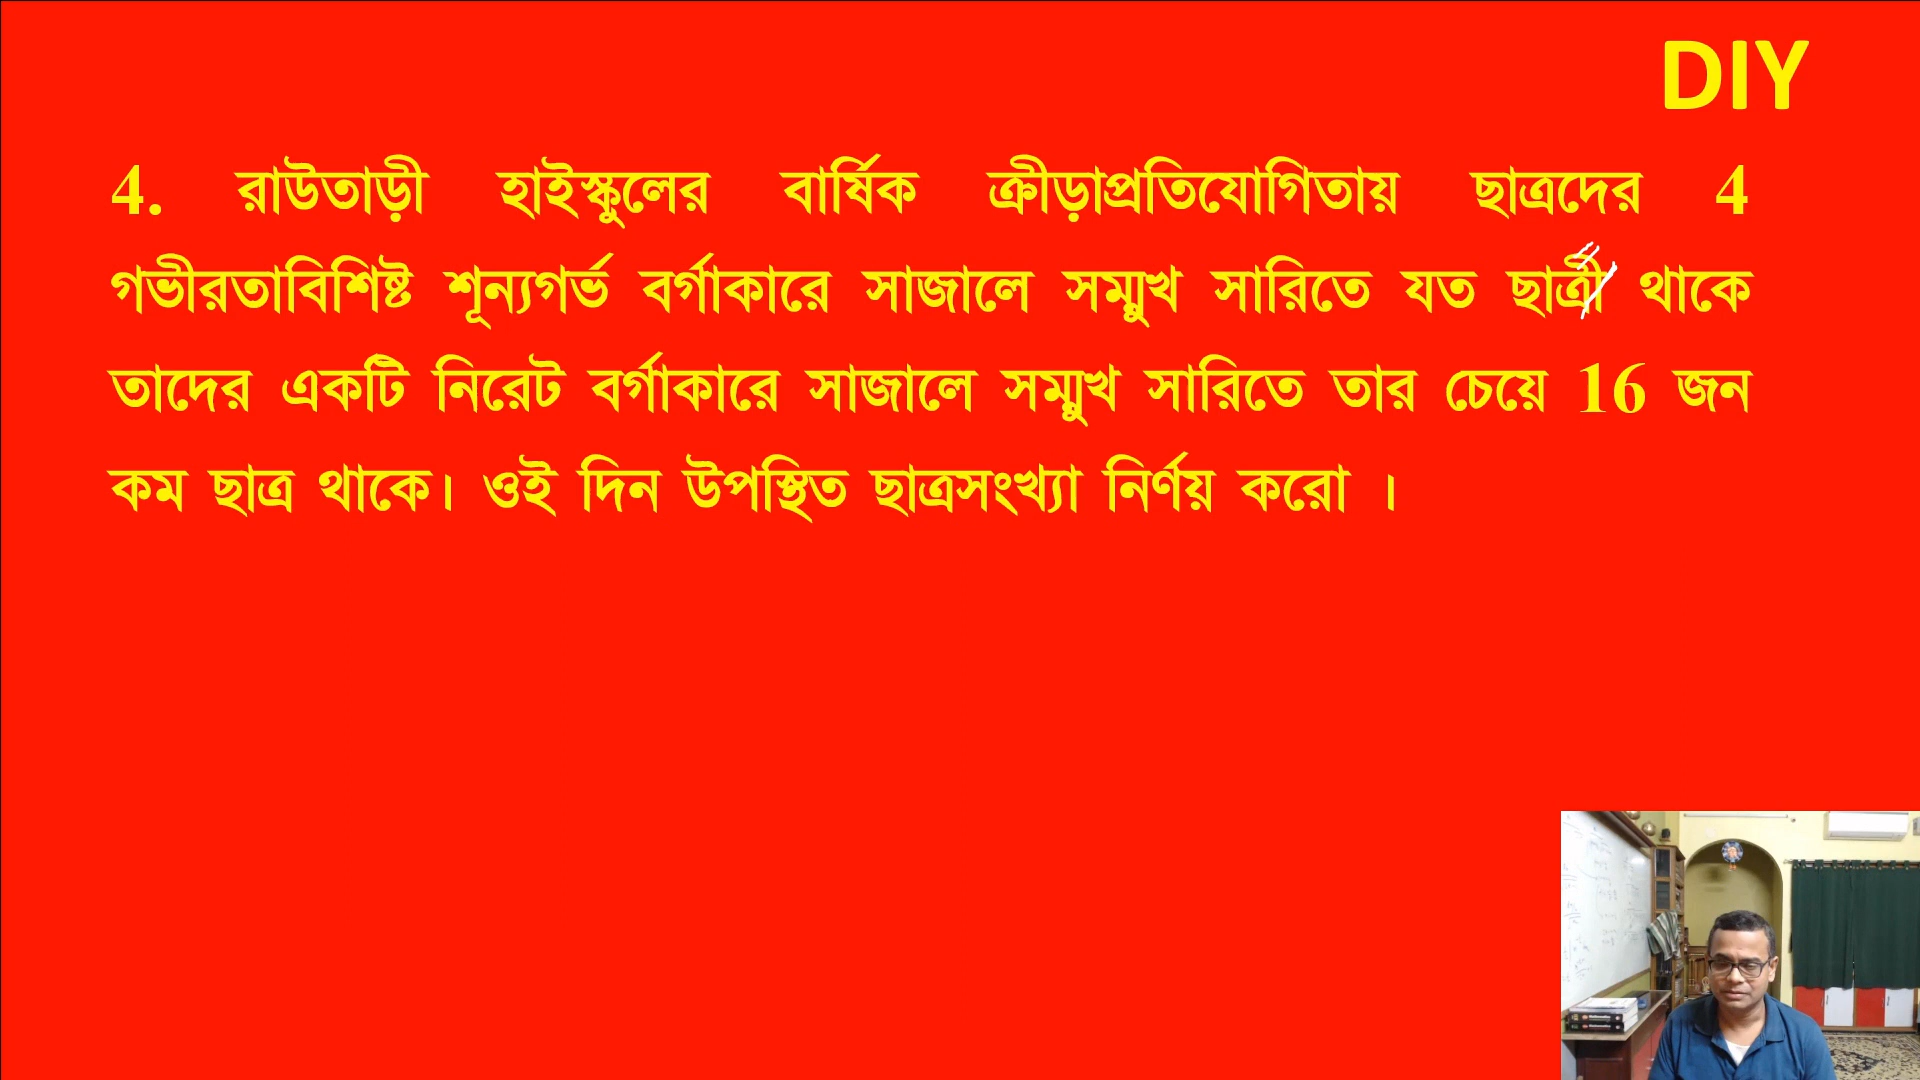 DIY
4. রাউতাড়ী হাইস্কুলের বার্ষিক ক্রীড়াপ্রতিযোগিতায় ছাত্রদের 4
গভীরতাবিশিষ্ট শূন্যগর্ভ বর্গাকারে সাজালে সম্মুখ সারিতে যত ছাত্রী থাকে
তাদের একটি নিরেট বর্গাকারে সাজালে সম্মুখ সারিতে তার চেয়ে 16 জন
কম ছাত্র থাকে। ওই দিন উপস্থিত ছাত্রসংখ্যা নির্ণয় করো ।